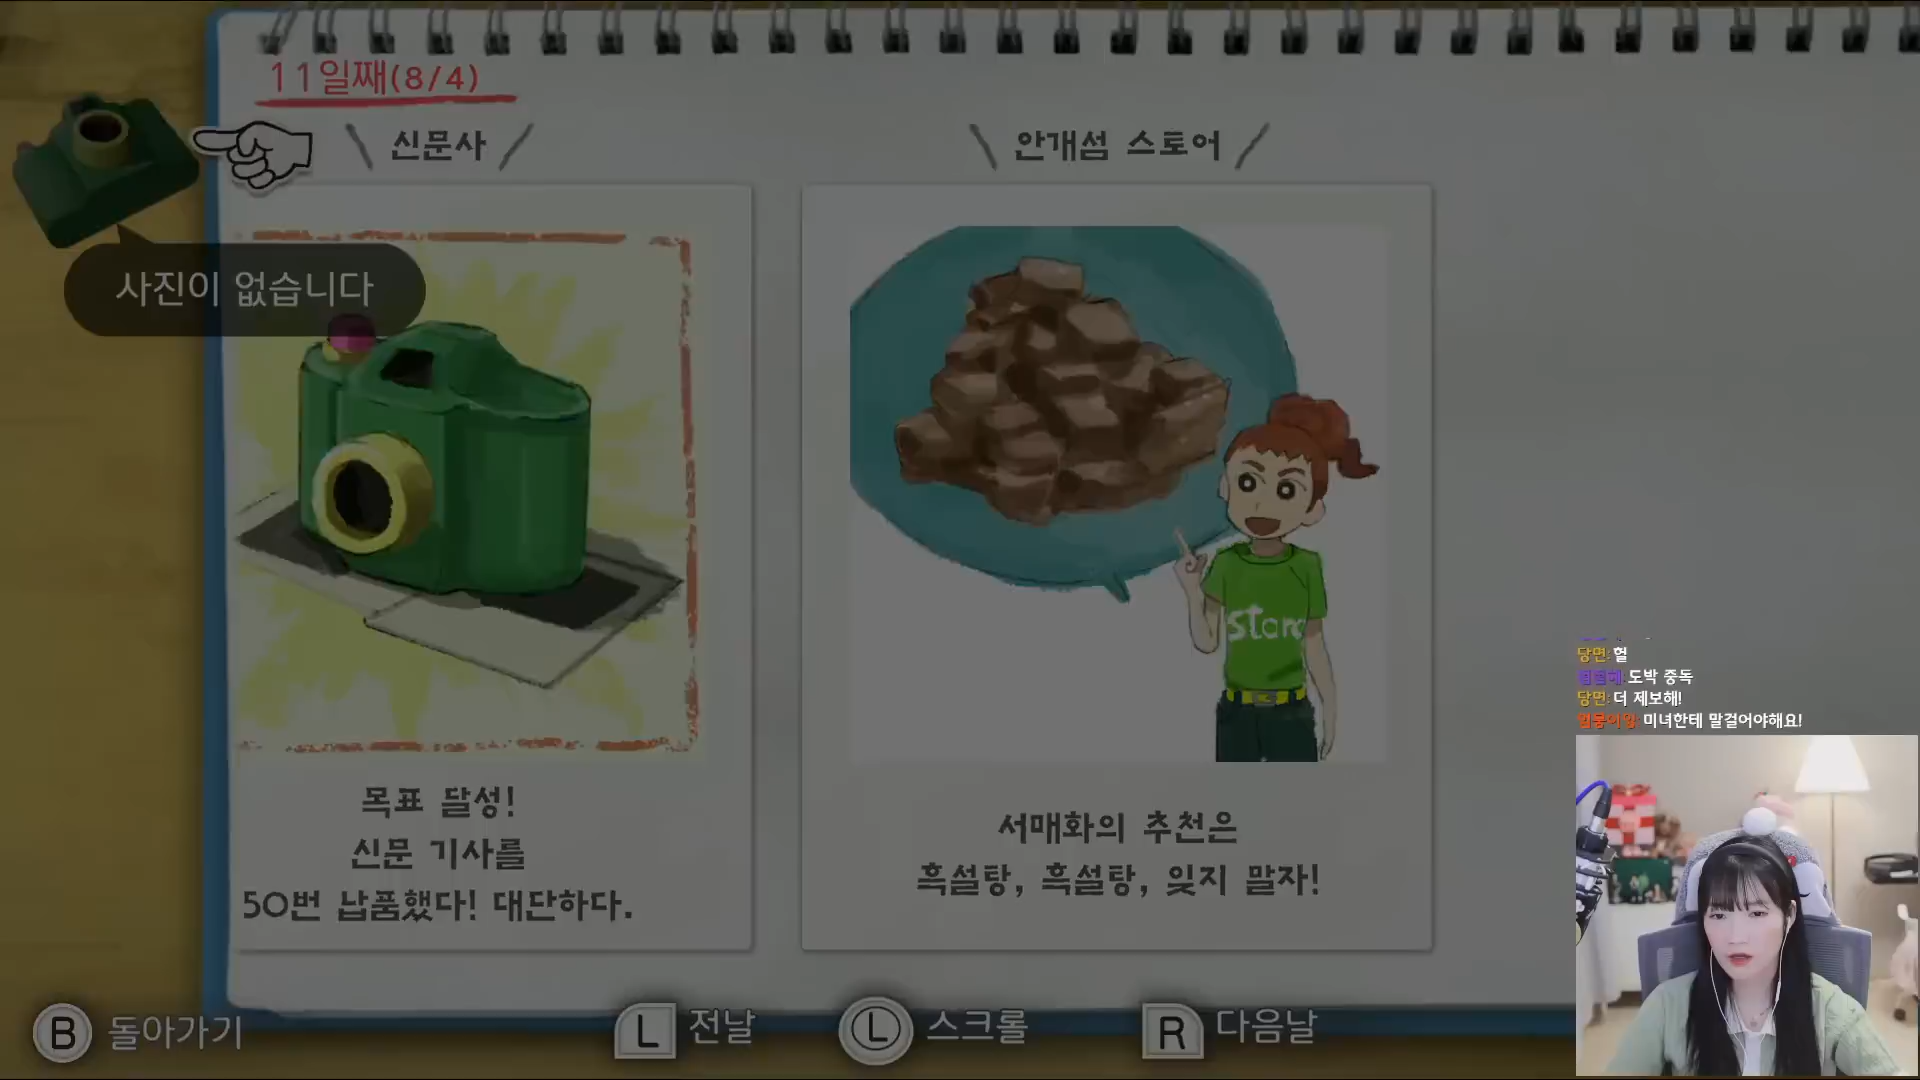 11일째(8/4)
신문사
안개섬 스토어
사진이 없습니다
목표 달성!
신문 기사를
50번 납품했다! 대단하다.
서매화의 추천은
흑설탕, 흑설탕, 잊지 말자!
당면: 헐
도박 중독
당면: 더 제보해!
미녀한테 말걸어야해요!
B 돌아가기
L 전날
L 스크롤
R 다음날